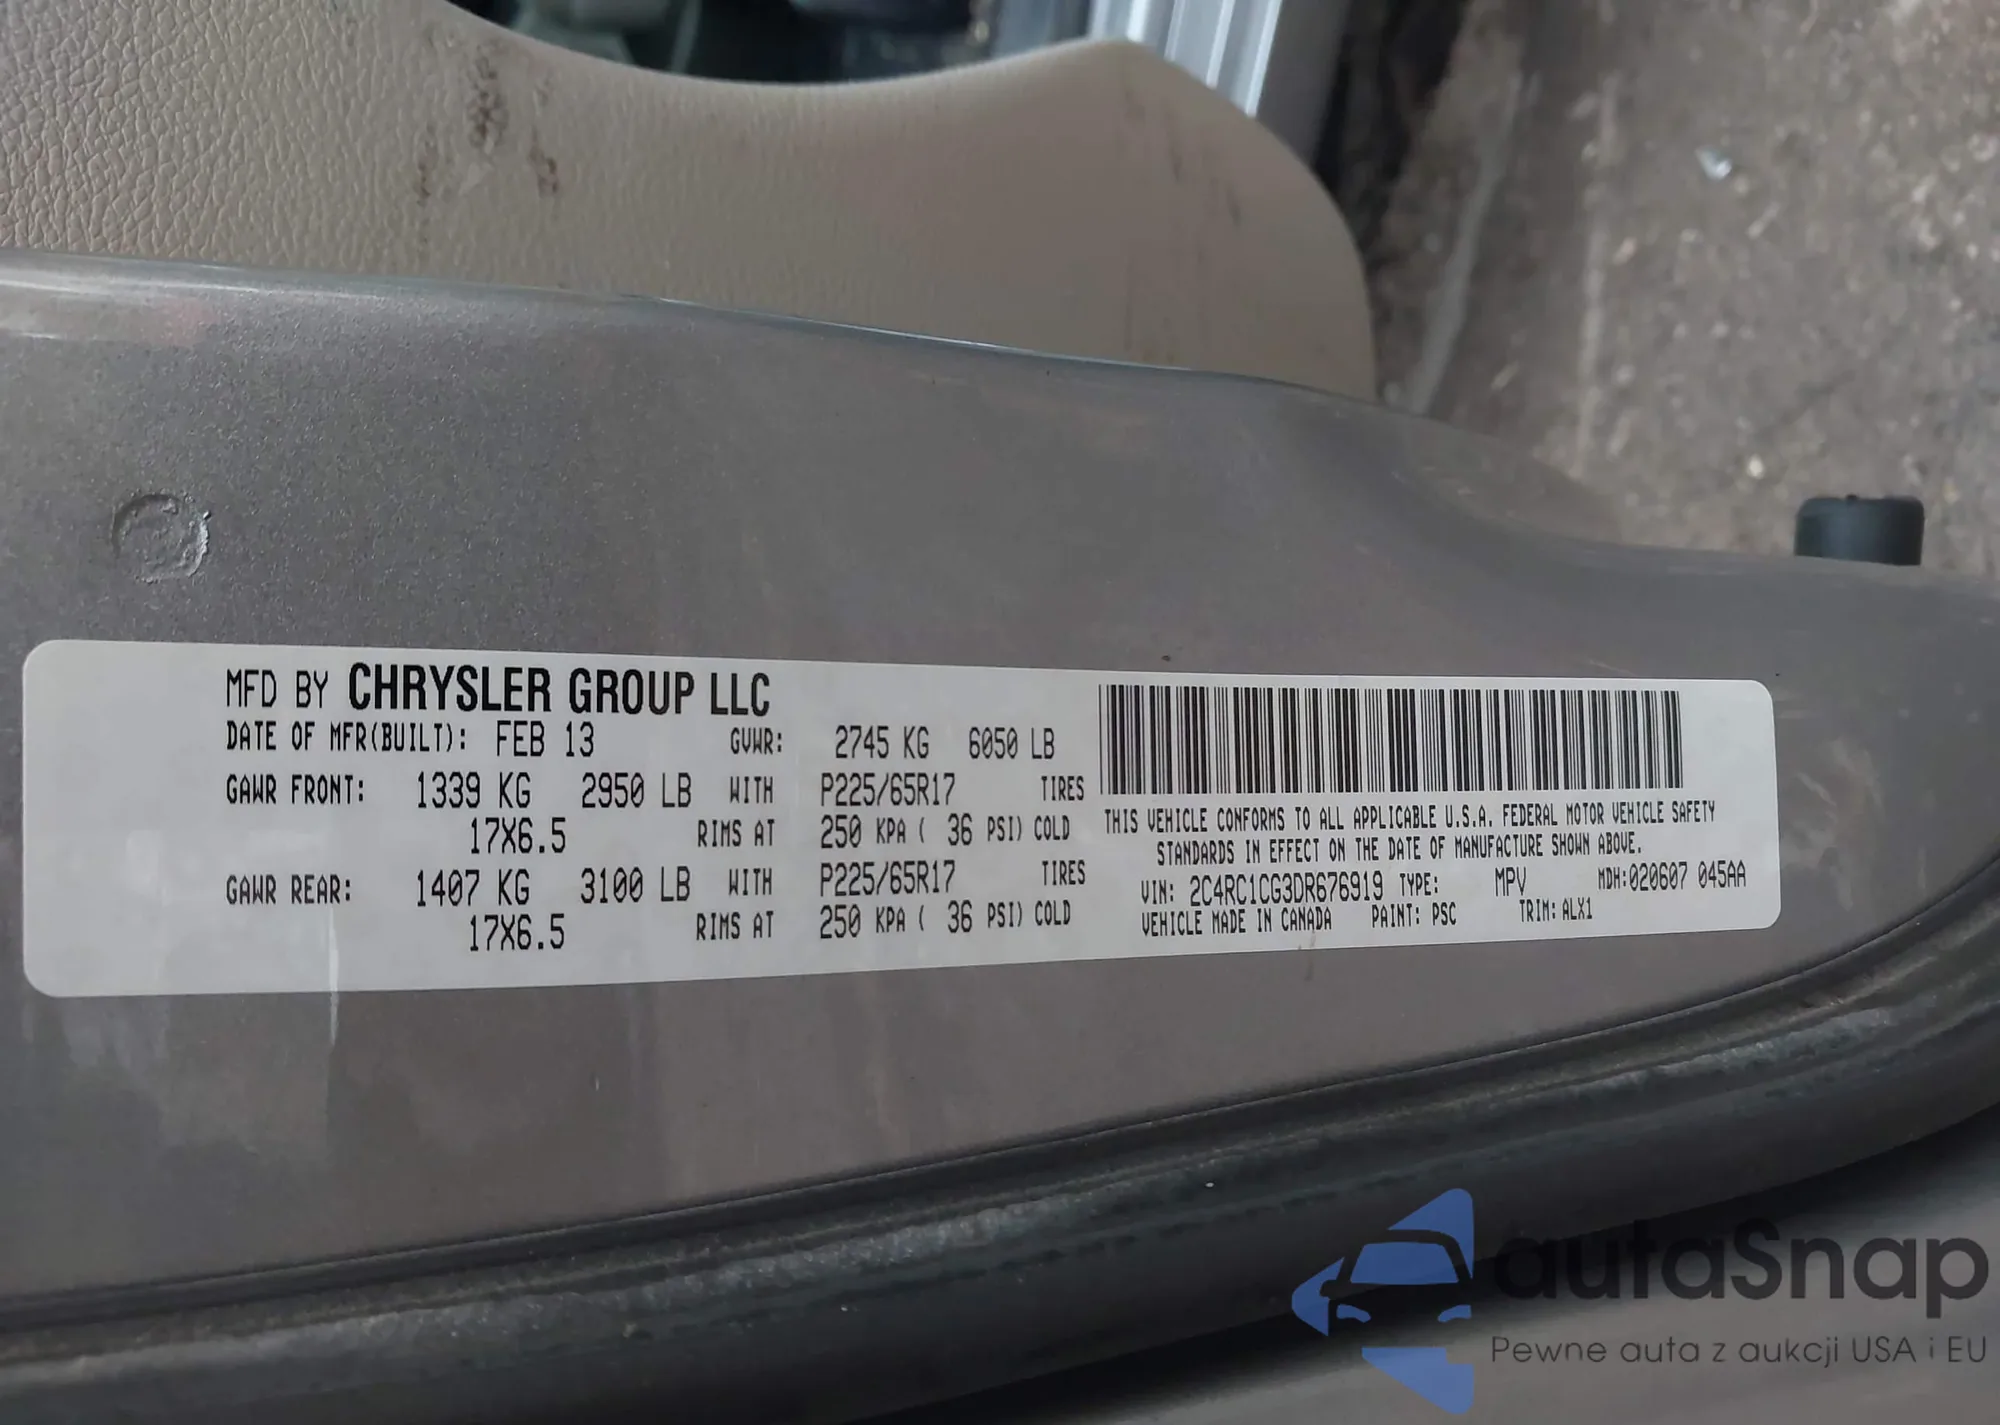 MFD BY CHRYSLER GROUP LLC
DATE OF MFR(BUILT): FEB 13 GVWR: 2745 KG 6050 LB
GAWR FRONT: 1339 KG 2950 LB WITH P225/65R17 TIRES
17X6.5 RIMS AT 250 KPA ( 36 PSI) COLD
GAWR REAR: 1407 KG 3100 LB WITH P225/65R17 TIRES
17X6.5 RIMS AT 250 KPA ( 36 PSI) COLD
THIS VEHICLE CONFORMS TO ALL APPLICABLE U.S.A. FEDERAL MOTOR VEHICLE SAFETY
STANDARDS IN EFFECT ON THE DATE OF MANUFACTURE SHOWN ABOVE.
VIN: 2C4RC1CG3DR676919 TYPE: MPV MDH:020607 045AA
VEHICLE MADE IN CANADA PAINT: PSC TRIM: ALX1
autaSnap
Pewne auta z aukcji USA i EU